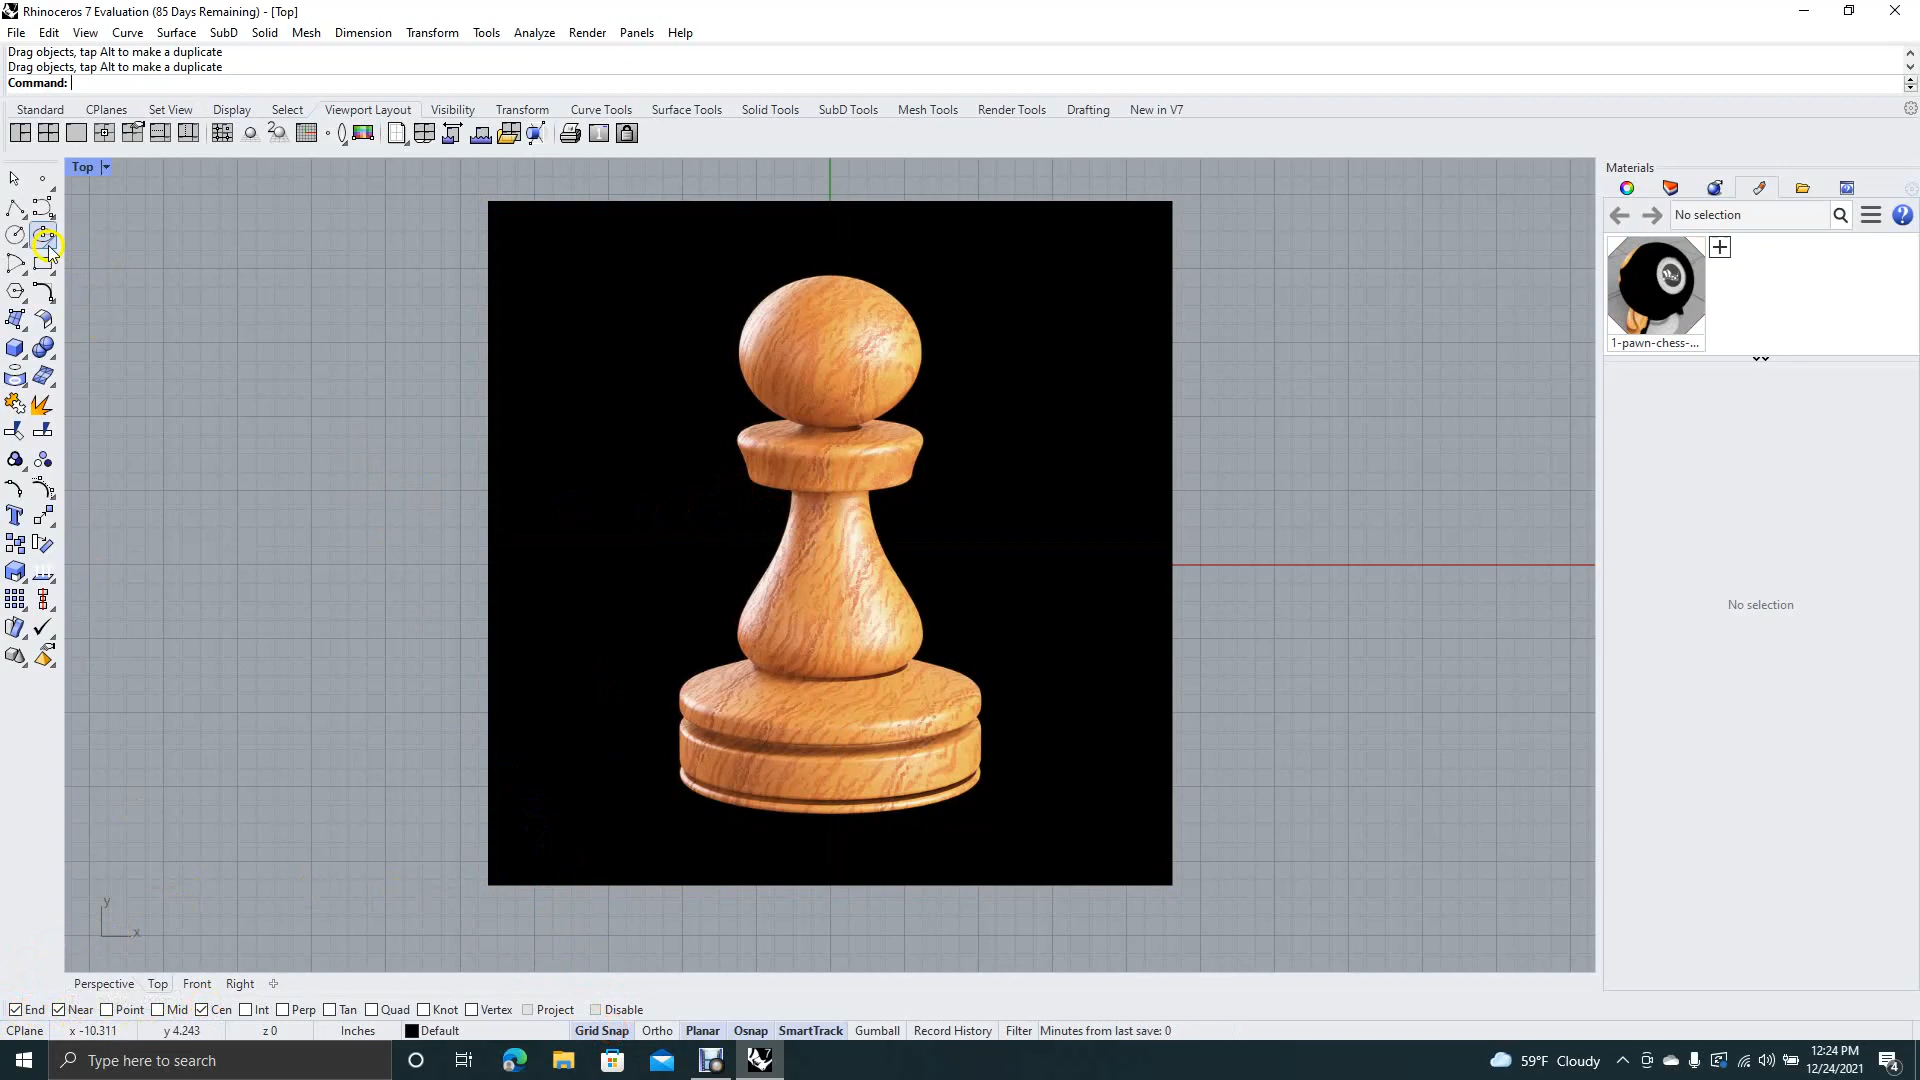 Rhinoceros 7 Evaluation (85 Days Remaining) - [Top]
File Edit View Curve Surface SubD Solid Mesh Dimension Transform Tools Analyze Render Panels Help
Drag objects, tap Alt to make a duplicate
Drag objects, tap Alt to make a duplicate
Command:
Standard CPlanes Set View Display Select Viewport Layout Visibility Transform Curve Tools Surface Tools Solid Tools SubD Tools Mesh Tools Render Tools Drafting New in V7
Top
Materials
No selection
1-pawn-chess-...
No selection
y
x
Perspective Top Front Right
End Near Point Mid Cen Int Perp Tan Quad Knot Vertex Project Disable
CPlane x -10.311 y 4.243 z 0 Inches Default Grid Snap Ortho Planar Osnap SmartTrack Gumball Record History Filter Minutes from last save: 0
Type here to search
59°F Cloudy
12:24 PM
12/24/2021
4